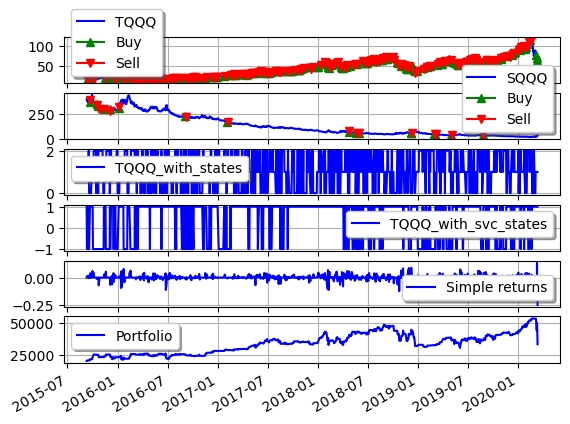 TQQQ
Buy
Sell
100
50
SQQQ
Buy
Sell
250
0
2
0
TQQQ_with_states
1
0
−1
TQQQ_with_svc_states
0.00
−0.25
Simple returns
50000
25000
Portfolio
2015-07
2016-01
2016-07
2017-01
2017-07
2018-01
2018-07
2019-01
2019-07
2020-01